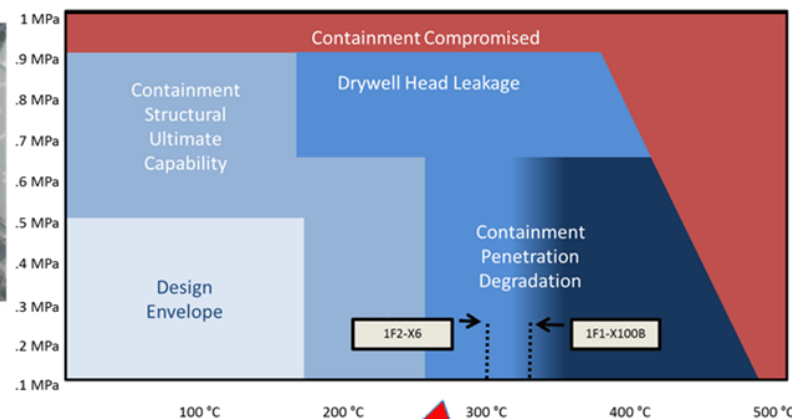 1 MPa
.9 MPa
.8 MPa
.7 MPa
.6 MPa
.5 MPa
.4 MPa
.3 MPa
.2 MPa
.1 MPa
Containment Compromised
Drywell Head Leakage
Containment
Structural
Ultimate
Capability
Containment
Penetration
Degradation
Design
Envelope
1F2-X6
1F1-X100B
100 °C
200 °C
300 °C
400 °C
500 °C